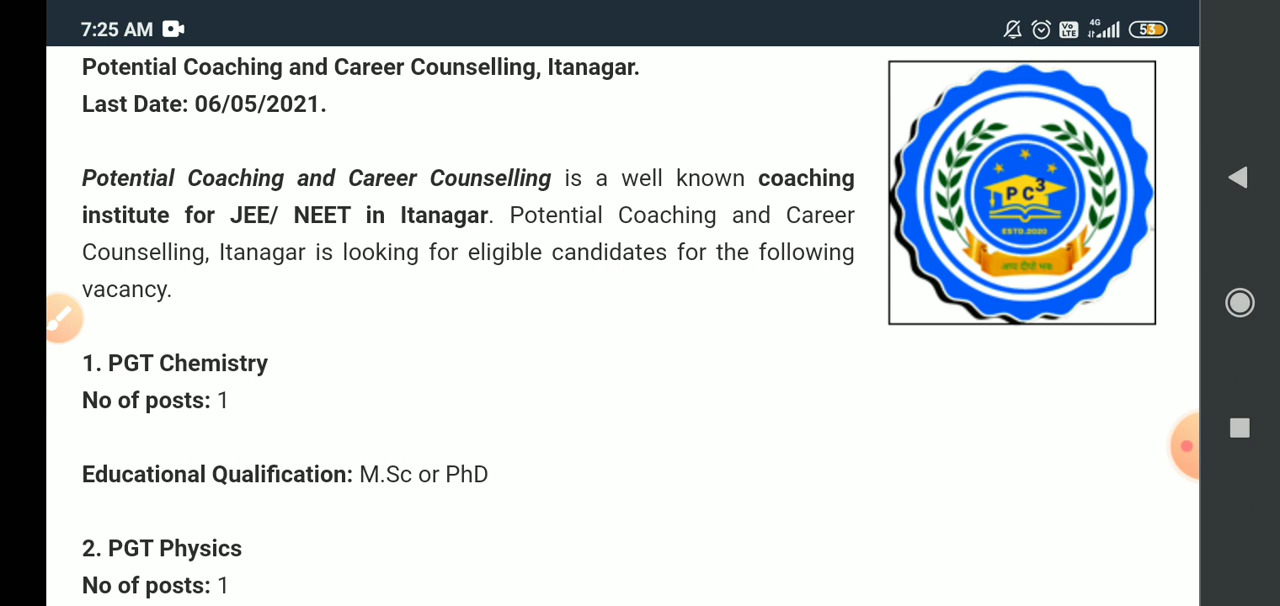 7:25 AM
Vo LTE
4G
53
Potential Coaching and Career Counselling, Itanagar.
Last Date: 06/05/2021.
Potential Coaching and Career Counselling is a well known coaching
institute for JEE/ NEET in Itanagar. Potential Coaching and Career
Counselling, Itanagar is looking for eligible candidates for the following
vacancy.
PC3
ESTD.2020
1. PGT Chemistry
No of posts: 1
Educational Qualification: M.Sc or PhD
2. PGT Physics
No of posts: 1